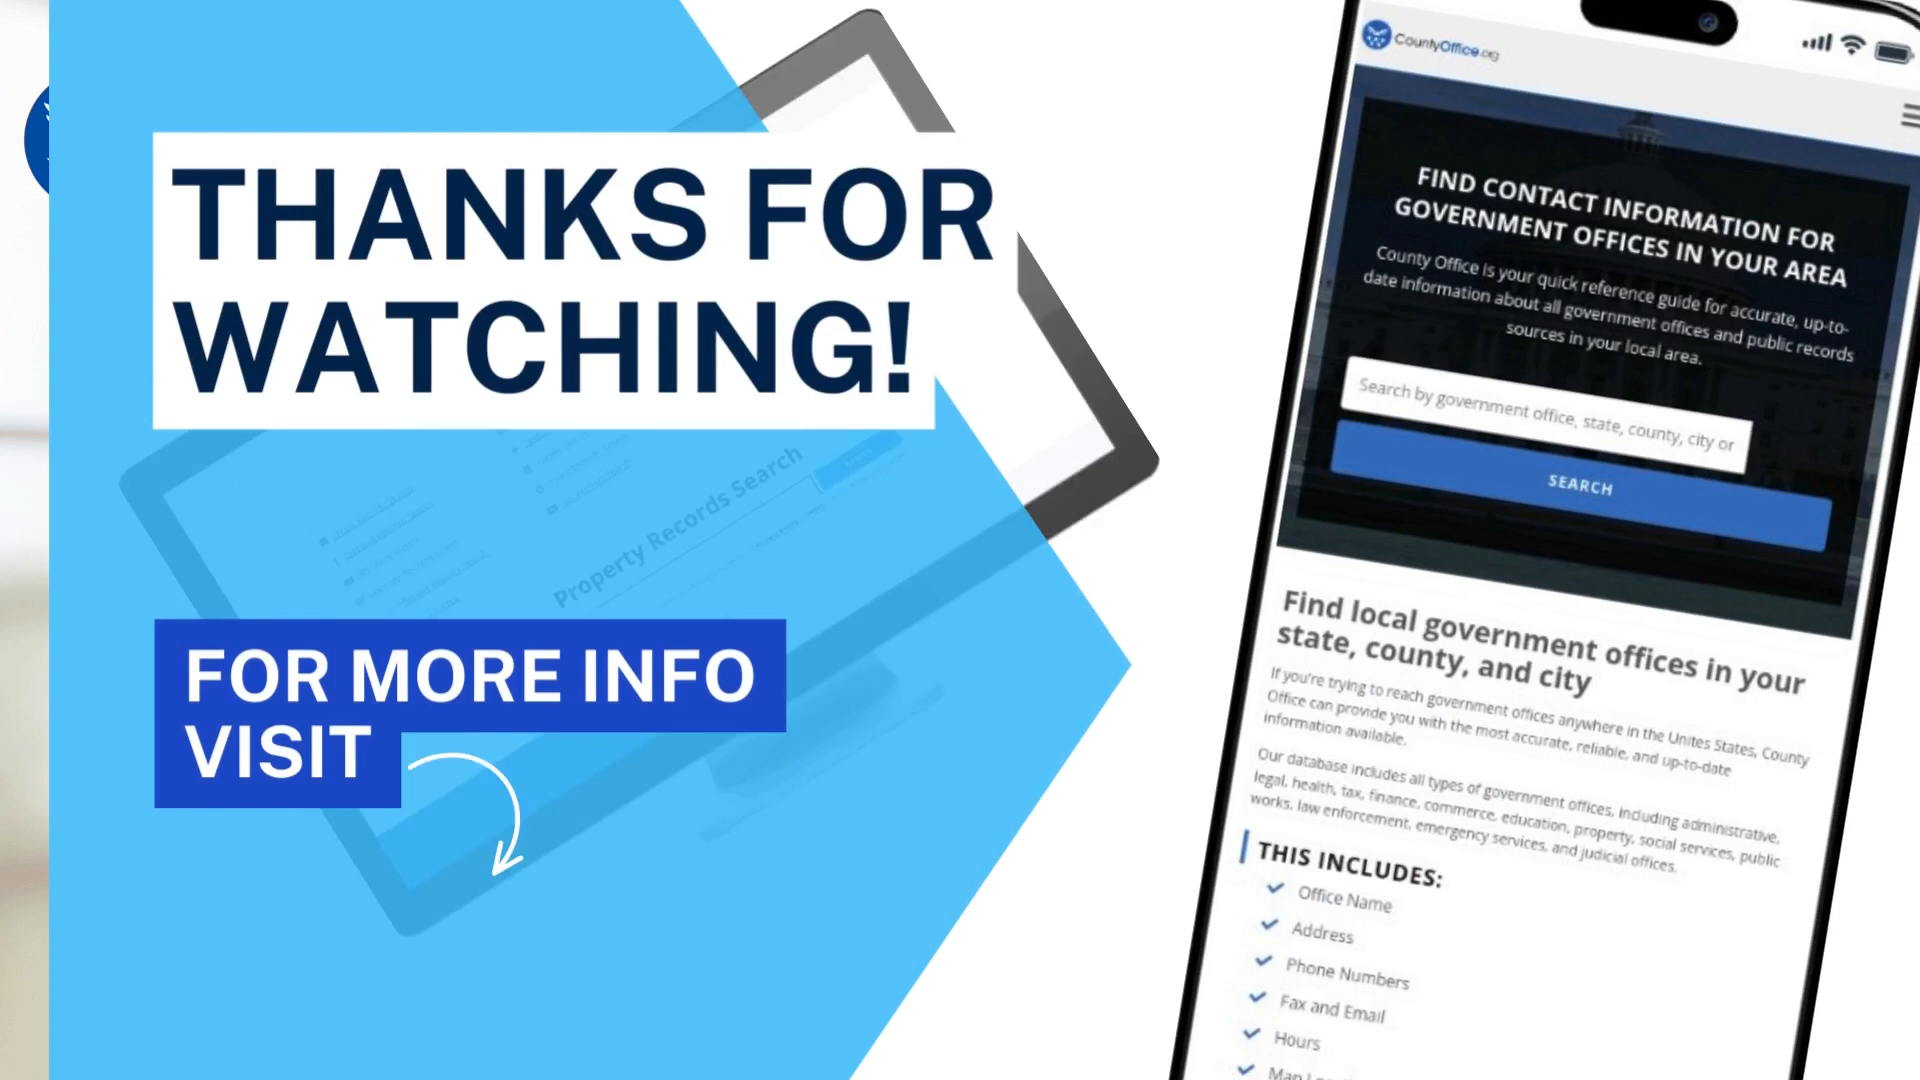 THANKS FOR
WATCHING!
Property Records Search
FOR MORE INFO
VISIT
CountyOffice.org
FIND CONTACT INFORMATION FOR
GOVERNMENT OFFICES IN YOUR AREA
County Office is your quick reference guide for accurate, up-to-
date information about all government offices and public records
sources in your local area.
Search by government office, state, county, city or
SEARCH
Find local government offices in your
state, county, and city
If you're trying to reach government offices anywhere in the Unites States, County
Office can provide you with the most accurate, reliable, and up-to-date
information available.
Our database includes all types of government offices, including administrative,
legal, health, tax, finance, commerce, education, property, social services, public
works, law enforcement, emergency services, and judicial offices.
THIS INCLUDES:
Office Name
Address
Phone Numbers
Fax and Email
Hours
Map